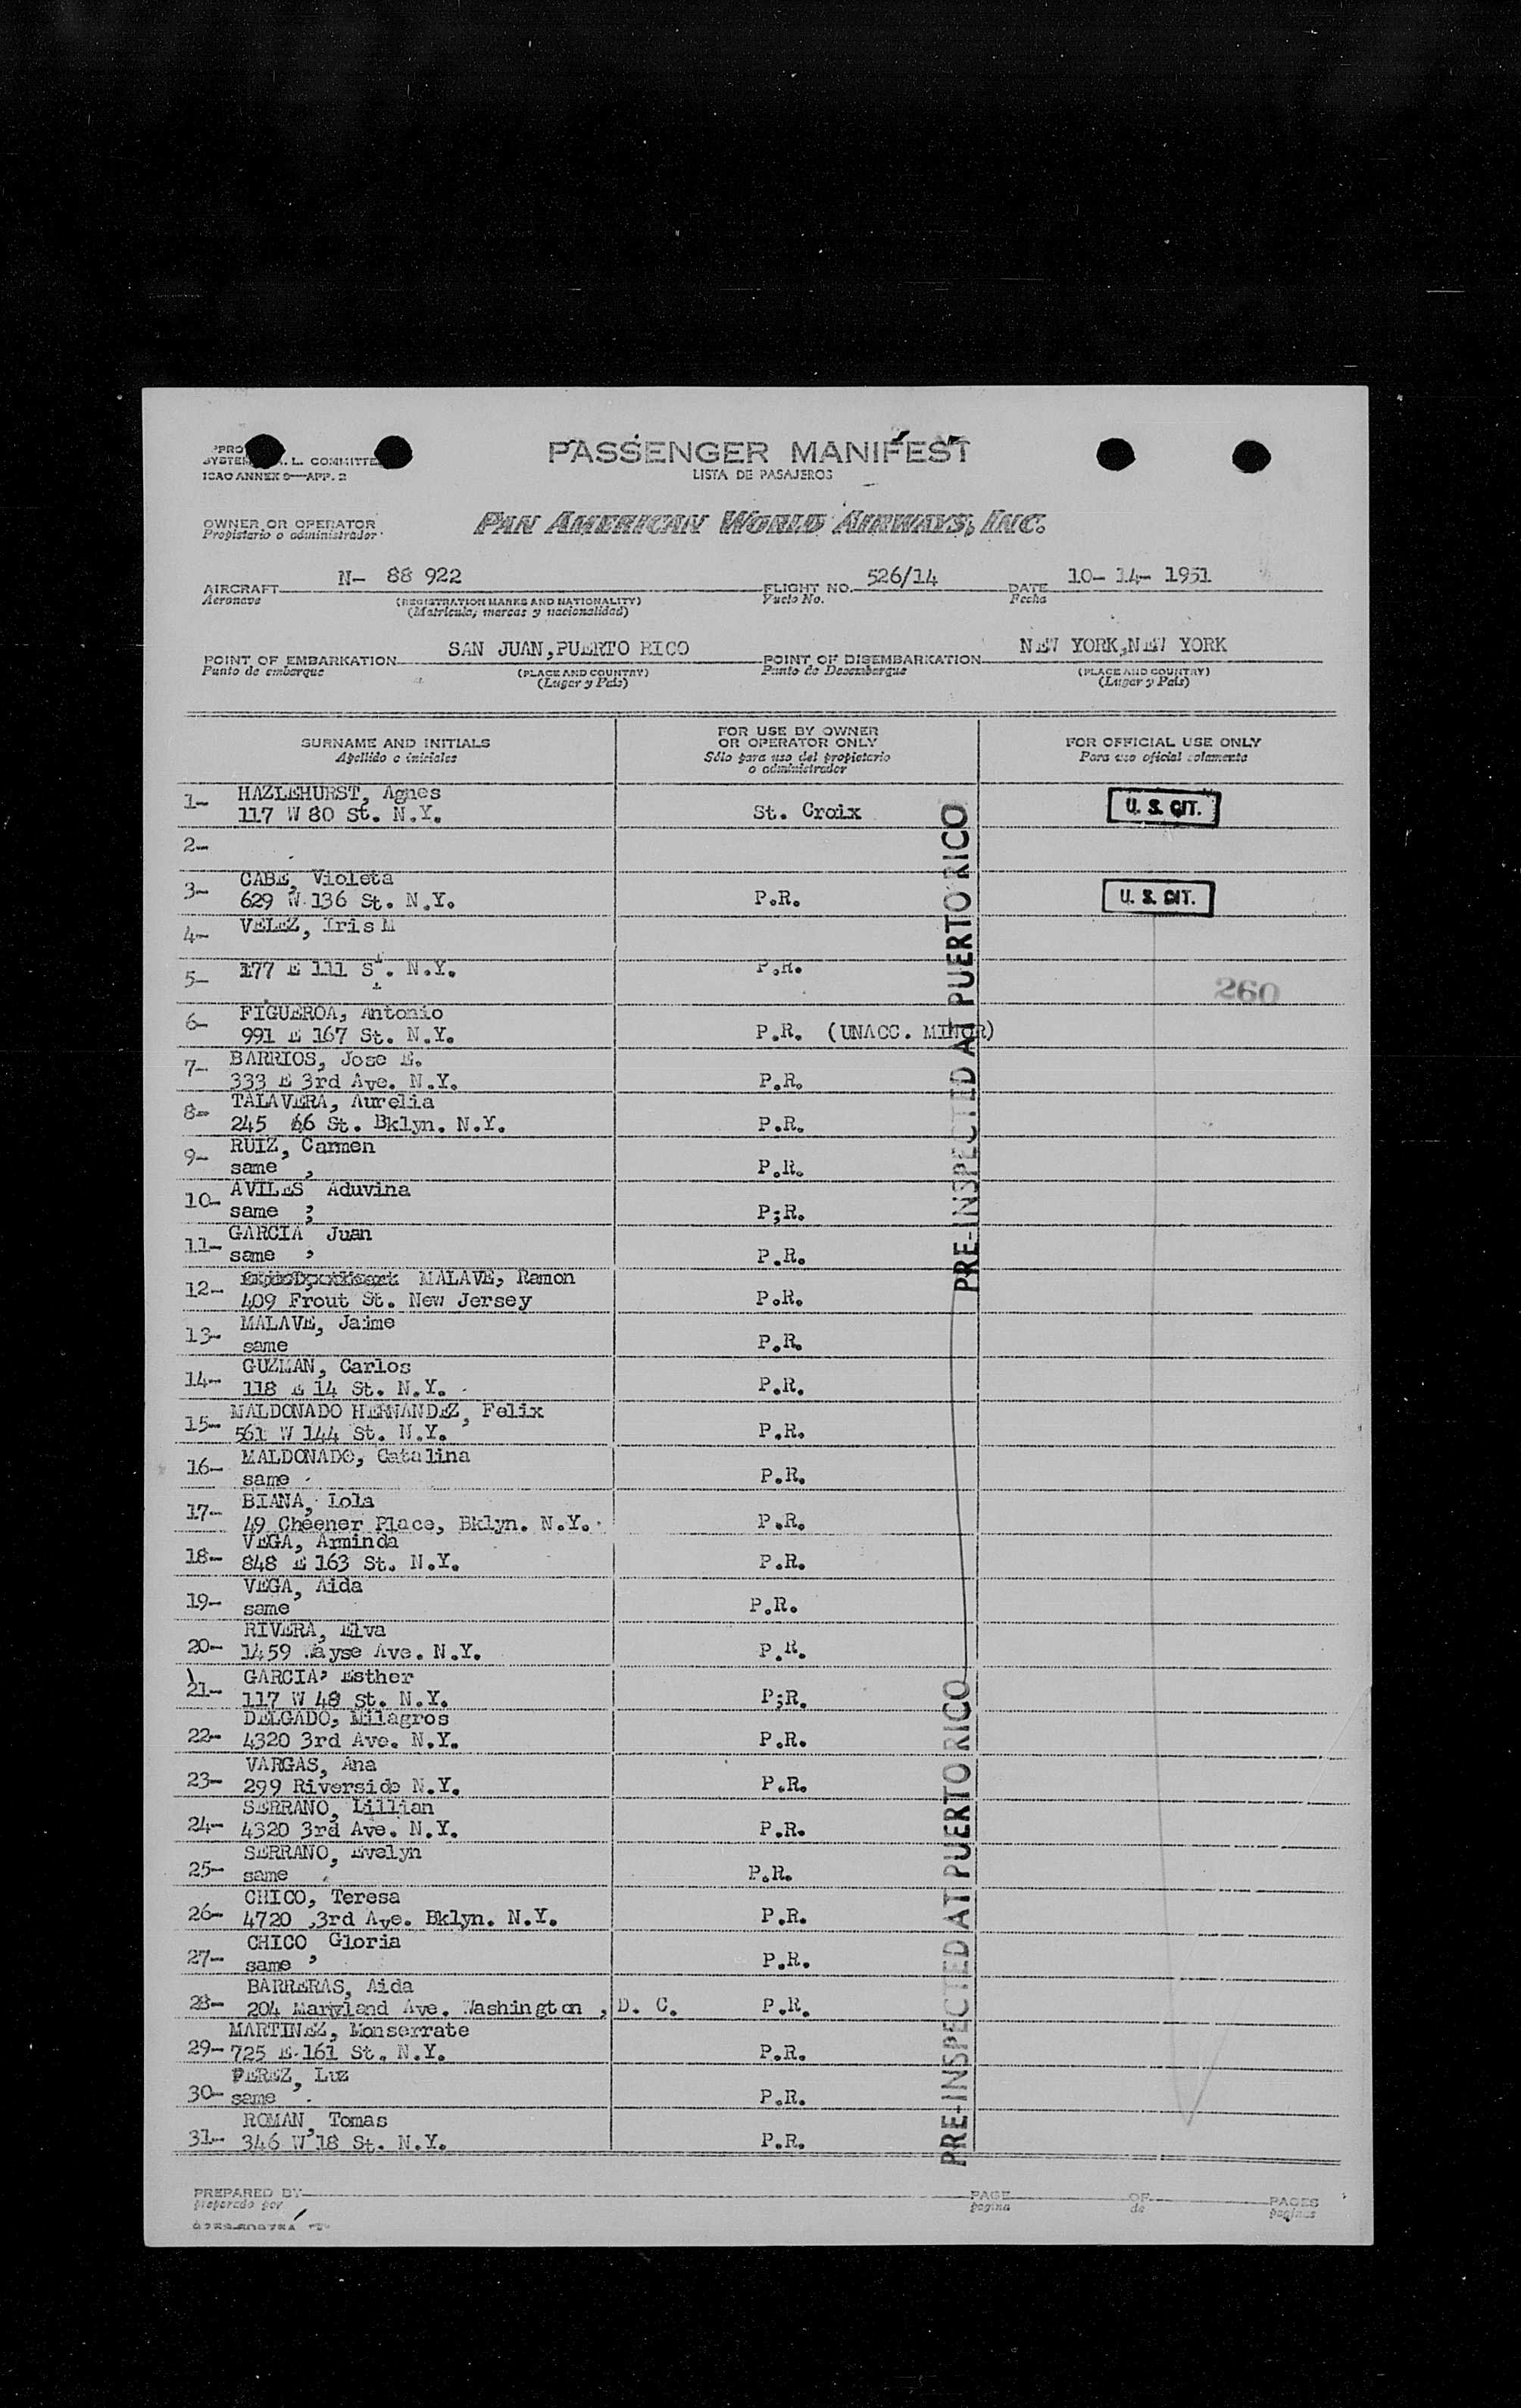 PASSENGER MANIFEST
LISTA DE PASAJEROS
ICAO ANNEX 9—APP. 2
OWNER OR OPERATOR
Propietario o administrador
PAN AMERICAN WORLD AIRWAYS, INC.
AIRCRAFT N- 88 922 FLIGHT NO. 526/14 DATE 10- 14- 1951
Aeronave (REGISTRATION MARKS AND NATIONALITY) Vuelo No. Fecha
(Matricula, marcas y nacionalidad)
POINT OF EMBARKATION SAN JUAN,PUERTO RICO POINT OF DISEMBARKATION NEW YORK,NEW YORK
Punto de embarque (PLACE AND COUNTRY) Punto de Desembarque (PLACE AND COUNTRY)
(Lugar y País) (Lugar y País)
SURNAME AND INITIALS FOR USE BY OWNER OR OPERATOR ONLY FOR OFFICIAL USE ONLY
Apellido e iniciales Sólo para uso del propietario o administrador Para uso oficial solamente
1- HAZLEHURST, Agnes
117 W 80 St. N.Y. St. Croix U. S. CIT.
2-
3- CABE, Violeta
629 W 136 St. N.Y. P.R. U. S. CIT.
4- VELEZ, Iris M
5- 177 E 111 St. N.Y. P.R. 260
6- FIGUEROA, Antonio
991 E 167 St. N.Y. P.R. (UNACC. MINOR)
7- BARRIOS, Jose E.
333 E 3rd Ave. N.Y. P.R.
8- TALAVERA, Aurelia
245 66 St. Bklyn. N.Y. P.R.
9- RUIZ, Carmen
same , P.R.
10- AVILES Aduvina
same ; P;R.
11- GARCIA Juan
same , P.R.
12- MALAVE, Ramon
409 Frout St. New Jersey P.R.
13- MALAVE, Jaime
same P.R.
14- GUZMAN, Carlos
118 E 14 St. N.Y. P.R.
15- MALDONADO HERNANDEZ, Felix
561 W 144 St. N.Y. P.R.
16- MALDONADO, Catalina
same P.R.
17- BIANA, Lola
49 Cheener Place, Bklyn. N.Y. P.R.
18- VEGA, Arminda
848 E 163 St. N.Y. P.R.
19- VEGA, Aida
same P.R.
20- RIVERA, Elva
1459 Ave. N.Y. P.R.
21- GARCIA, Esther
117 W 48 St. N.Y. P;R.
22- DELGADO, Milagros
4320 3rd Ave. N.Y. P.R.
23- VARGAS, Ana
299 Riverside N.Y. P.R.
24- SERRANO, Lillian
4320 3rd Ave. N.Y. P.R.
25- SERRANO, Evelyn
same P.R.
26- CHICO, Teresa
4720 ,3rd Ave. Bklyn. N.Y. P.R.
27- CHICO, Gloria
same P.R.
28- BARRERAS, Aida
204 Maryland Ave. Washington , D. C. P.R.
29- MARTINEZ, Monserrate
725 E 161 St. N.Y. P.R.
30- PEREZ, Luz
same P.R.
31- ROMAN, Tomas
346 W 18 St. N.Y. P.R.
PRE-INSPECTED AT PUERTO RICO
PRE-INSPECTED AT PUERTO RICO
PREPARED BY PAGE OF PAGES
preparado por pagina de paginas